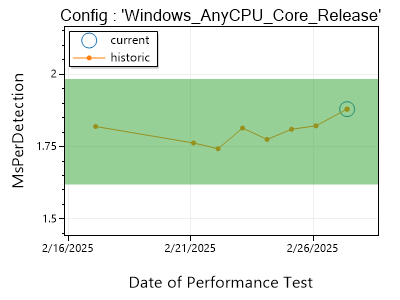 Config : 'Windows_AnyCPU_Core_Release'
current
historic
MsPerDetection
2
1.75
1.5
2/16/2025
2/21/2025
2/26/2025
Date of Performance Test